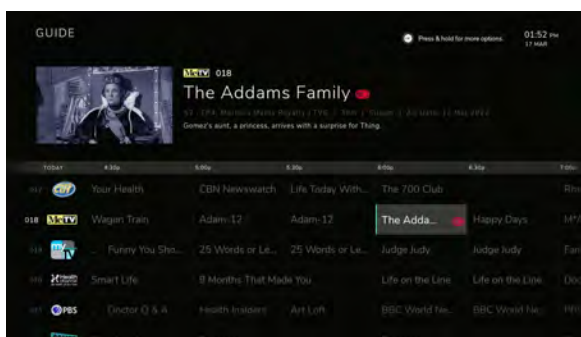 GUIDE
Press & hold for more options.
01:52 PM
17 MAR
MeTV 018
The Addams Family
Gomez's aunt, a princess, arrives with a surprise for Thing.
TODAY 4:30p 5:00p 5:30p 6:00p 6:30p 7:00p
Your Health CBN Newswatch Life Today With... The 700 Club
018 MeTV Wagon Train Adam-12 Adam-12 The Adda... Happy Days
my Funny You Sho... 25 Words or Le... 25 Words or Le... Judge Judy Judge Judy
Health Smart Life 9 Months That Made You Life on the Line Life on the Line
PBS Doctor Q & A Health Insiders Art Loft BBC World Ne... BBC World Ne...